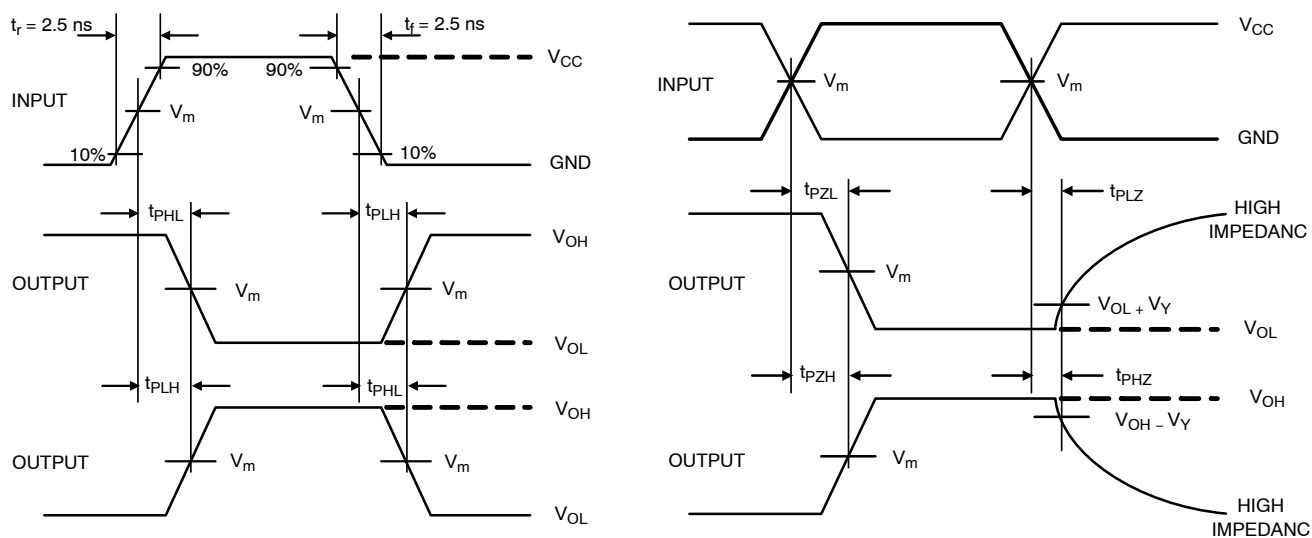 t_r = 2.5 ns
t_f = 2.5 ns
V_CC
90%
90%
INPUT
V_m
V_m
10%
10%
GND
t_PHL
t_PLH
V_OH
OUTPUT
V_m
V_m
V_OL
t_PLH
t_PHL
V_OH
OUTPUT
V_m
V_m
V_OL
V_CC
INPUT
V_m
V_m
GND
t_PZL
t_PLZ
HIGH
IMPEDANC
OUTPUT
V_m
V_OL + V_Y
V_OL
t_PZH
t_PHZ
V_OH
V_OH – V_Y
OUTPUT
V_m
HIGH
IMPEDANC